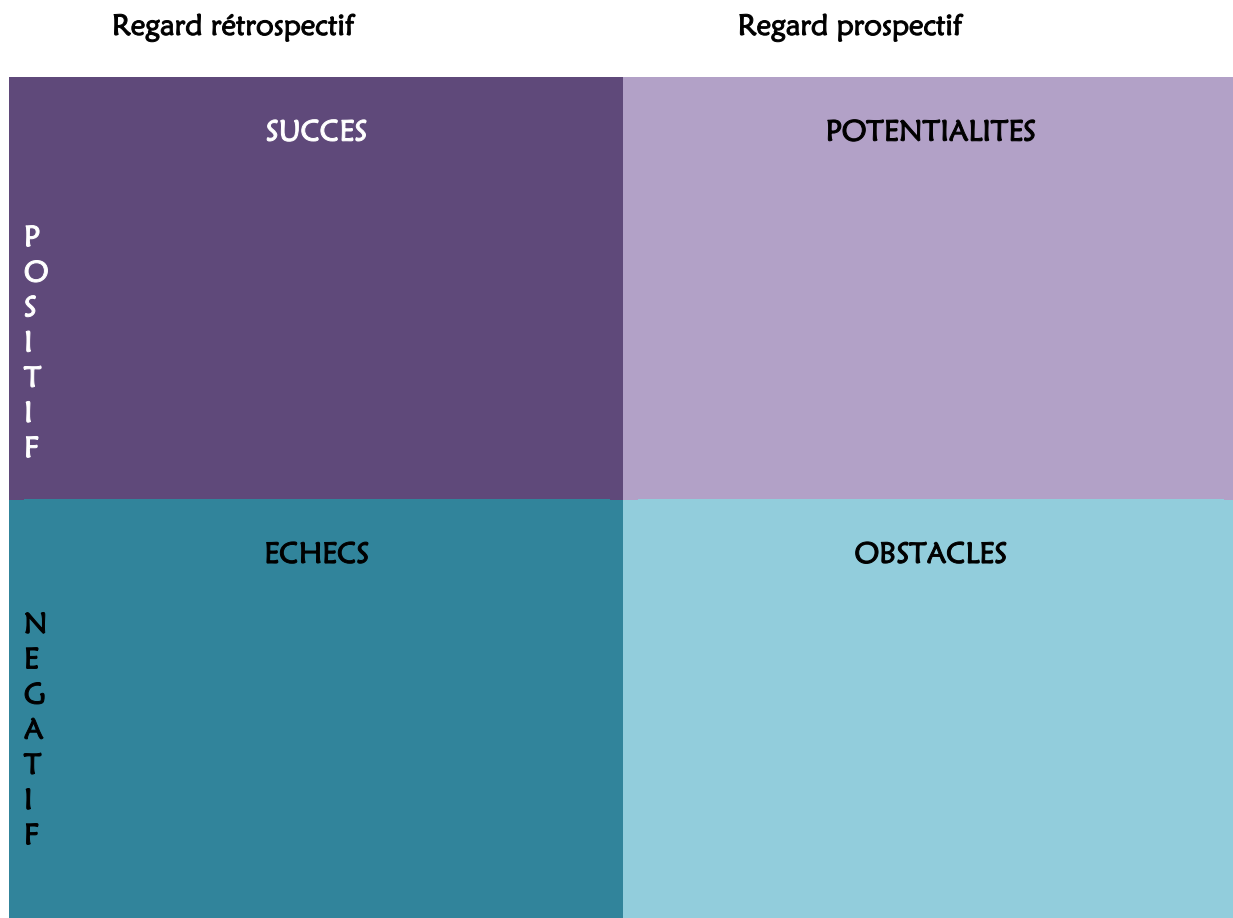 Regard rétrospectif
Regard prospectif
SUCCES
POTENTIALITES
P
O
S
I
T
I
F
ECHECS
OBSTACLES
N
E
G
A
T
I
F